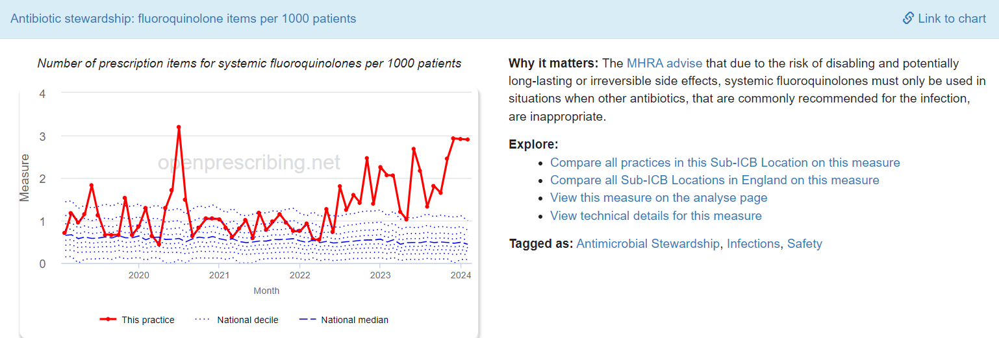 Antibiotic stewardship: fluoroquinolone items per 1000 patients
Link to chart
Number of prescription items for systemic fluoroquinolones per 1000 patients
4
3
2
1
0
Measure
openprescribing.net
2020
2021
2022
2023
2024
Month
This practice
National decile
National median
Why it matters: The MHRA advise that due to the risk of disabling and potentially
long-lasting or irreversible side effects, systemic fluoroquinolones must only be used in
situations when other antibiotics, that are commonly recommended for the infection,
are inappropriate.
Explore:
Compare all practices in this Sub-ICB Location on this measure
Compare all Sub-ICB Locations in England on this measure
View this measure on the analyse page
View technical details for this measure
Tagged as: Antimicrobial Stewardship, Infections, Safety